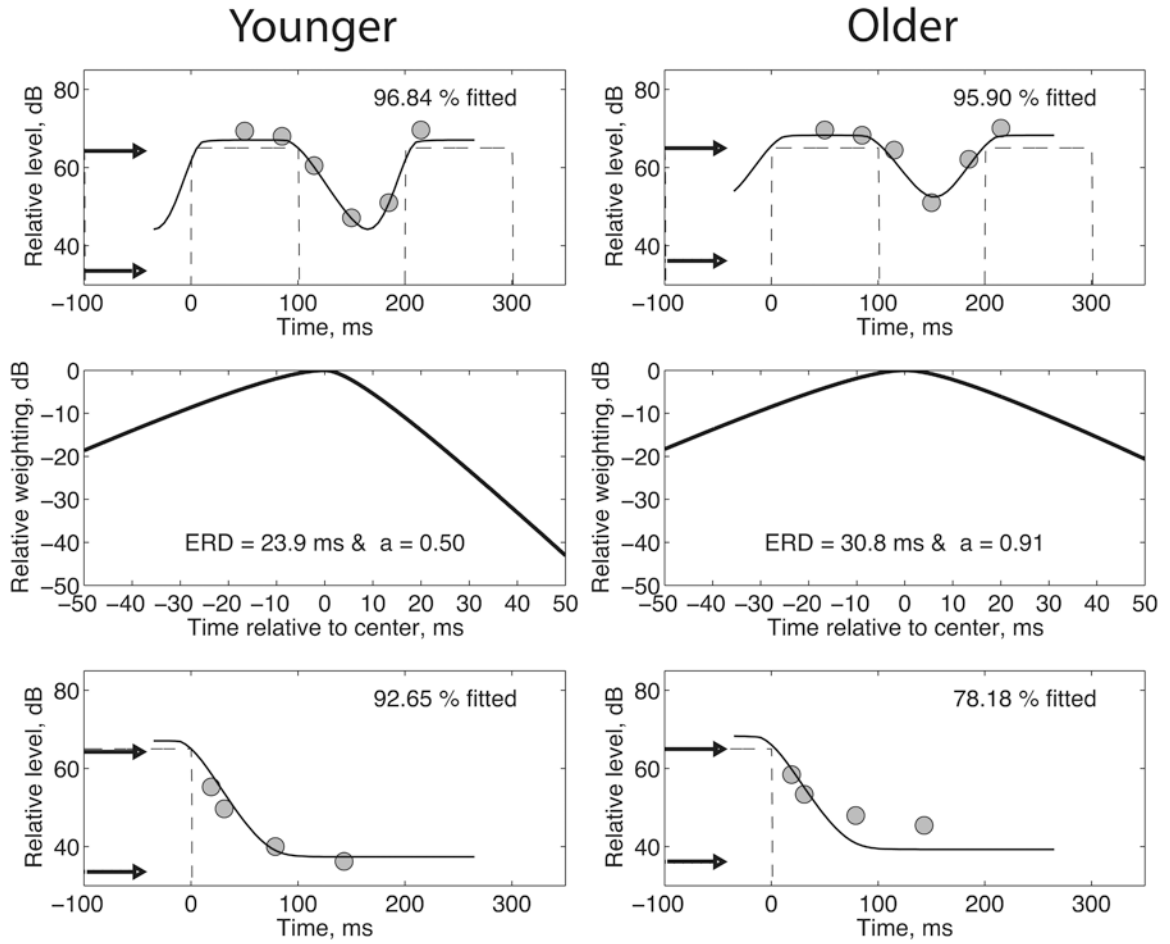 Younger
Older
96.84 % fitted
95.90 % fitted
Relative level, dB
80
60
40
−100 0 100 200 300
Time, ms
Relative level, dB
80
60
40
−100 0 100 200 300
Time, ms
Relative weighting, dB
0
−10
−20
−30
−40
−50
ERD = 23.9 ms & a = 0.50
−50 −40 −30 −20 −10 0 10 20 30 40 50
Time relative to center, ms
Relative weighting, dB
0
−10
−20
−30
−40
−50
ERD = 30.8 ms & a = 0.91
−50 −40 −30 −20 −10 0 10 20 30 40 50
Time relative to center, ms
92.65 % fitted
Relative level, dB
80
60
40
−100 0 100 200 300
Time, ms
78.18 % fitted
Relative level, dB
80
60
40
−100 0 100 200 300
Time, ms